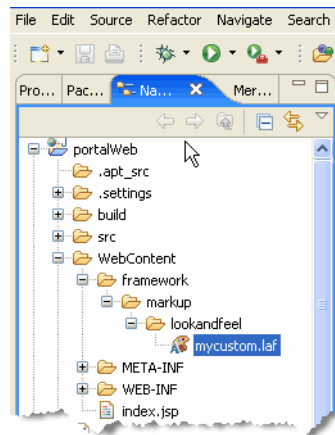 File Edit Source Refactor Navigate Search
Pro... Pac... Na... Mer...
portalWeb
.apt_src
.settings
build
src
WebContent
framework
markup
lookandfeel
mycustom.laf
META-INF
WEB-INF
index.jsp